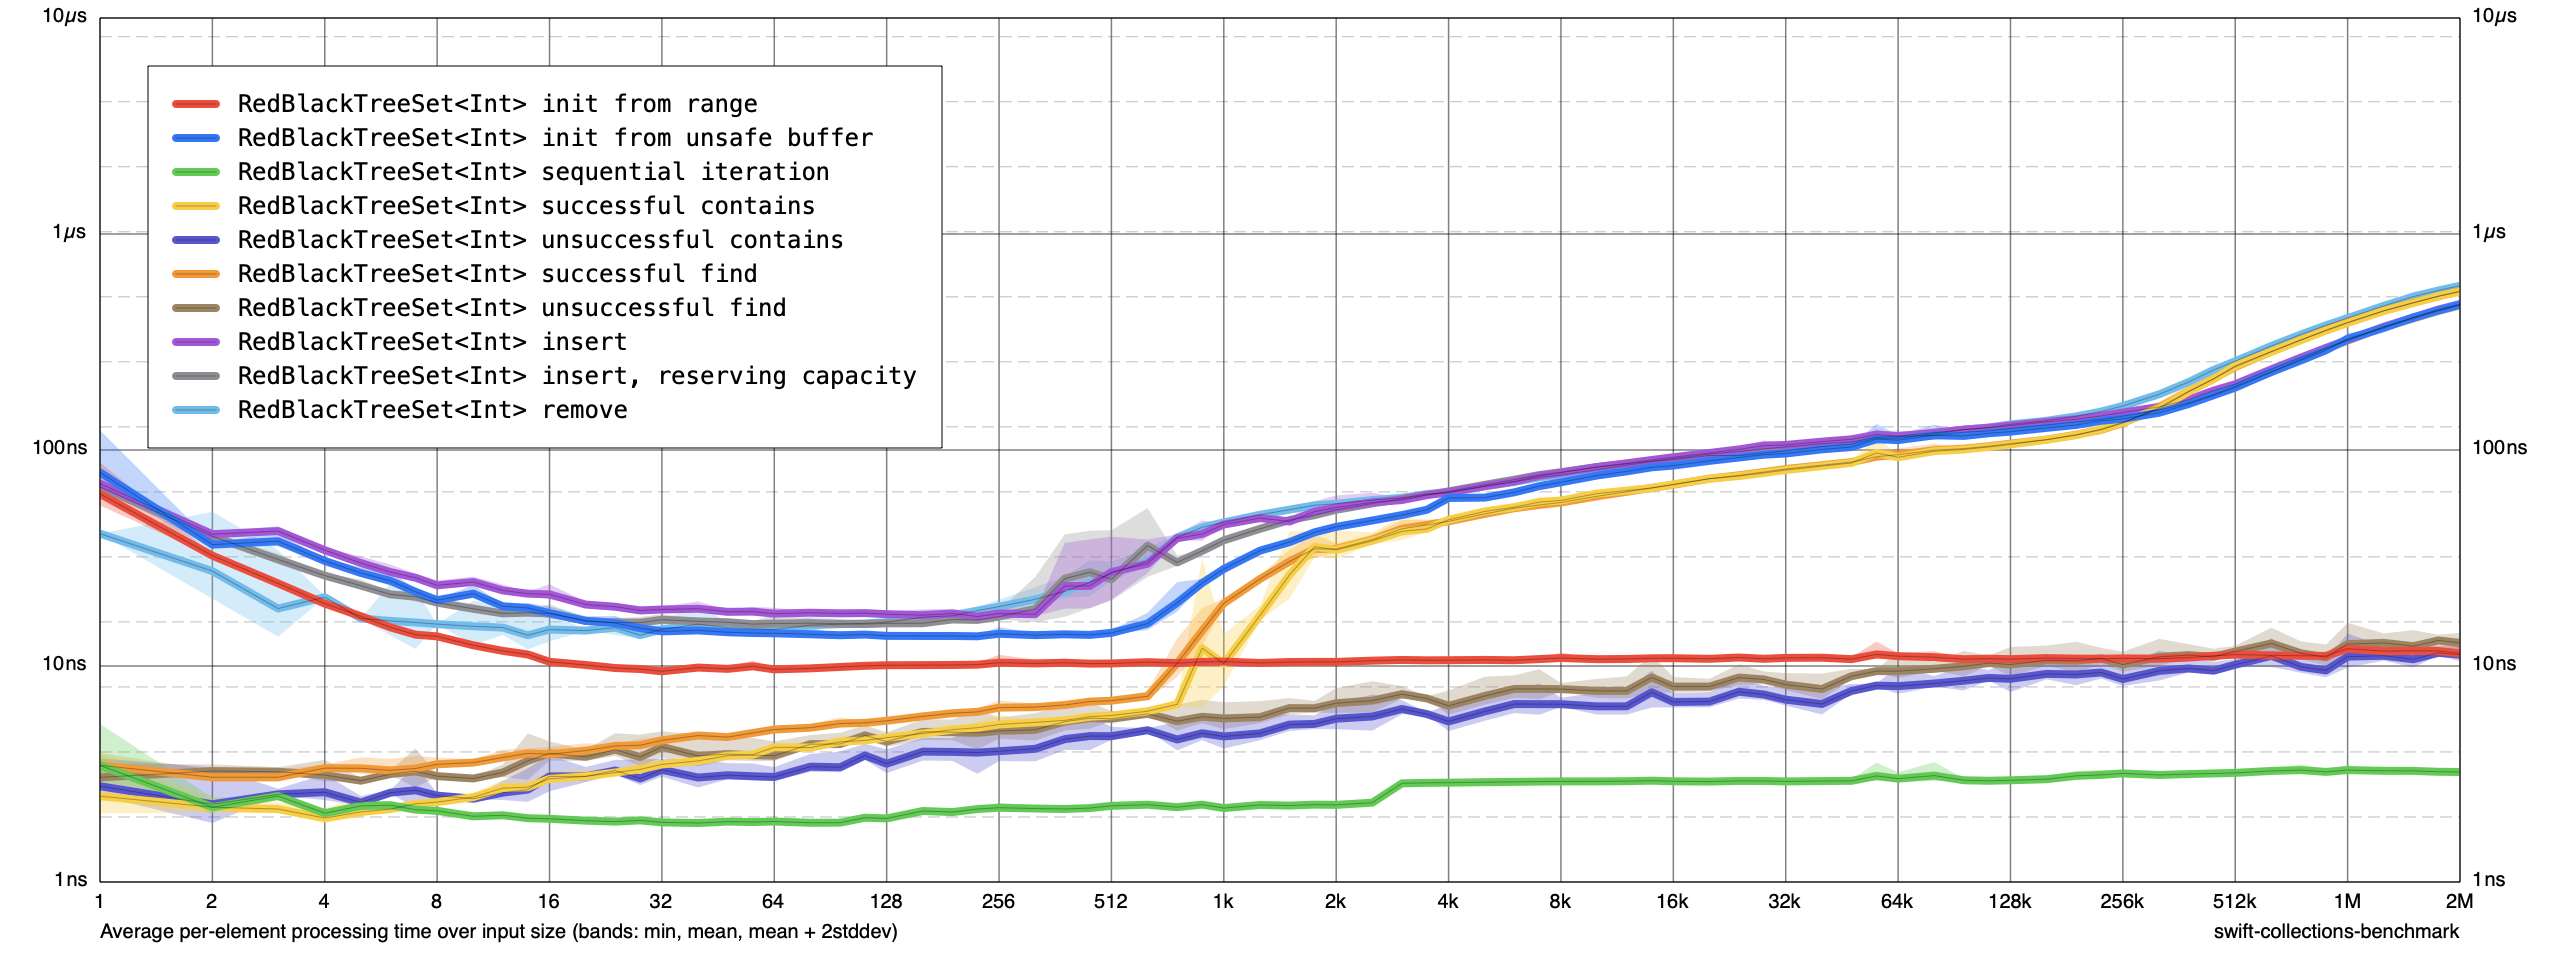 10µs
10µs
RedBlackTreeSet<Int> init from range
RedBlackTreeSet<Int> init from unsafe buffer
RedBlackTreeSet<Int> sequential iteration
RedBlackTreeSet<Int> successful contains
1µs
1µs
RedBlackTreeSet<Int> unsuccessful contains
RedBlackTreeSet<Int> successful find
RedBlackTreeSet<Int> unsuccessful find
RedBlackTreeSet<Int> insert
RedBlackTreeSet<Int> insert, reserving capacity
RedBlackTreeSet<Int> remove
100ns
100ns
10ns
10ns
1ns
1ns
1 2 4 8 16 32 64 128 256 512 1k 2k 4k 8k 16k 32k 64k 128k 256k 512k 1M 2M
Average per-element processing time over input size (bands: min, mean, mean + 2stddev)
swift-collections-benchmark